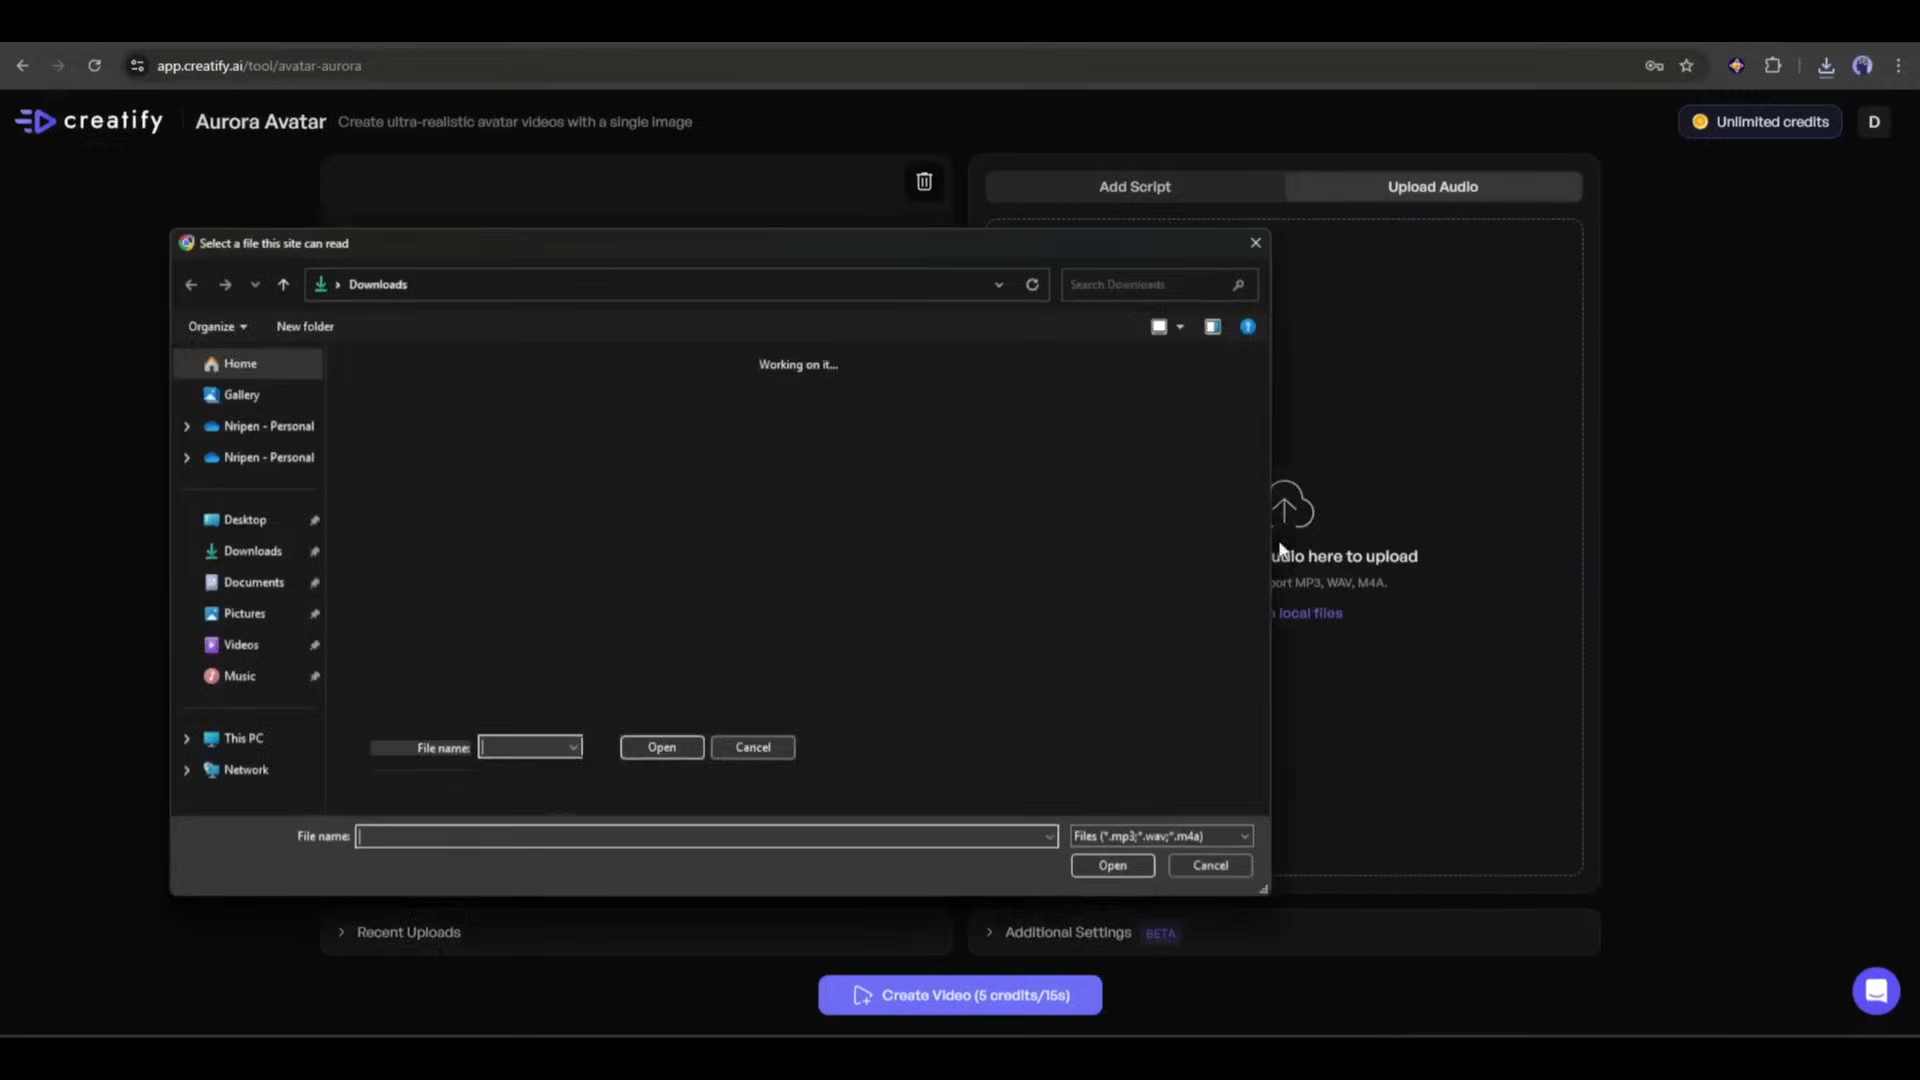 app.creatify.ai/tool/avatar-aurora
creatify
Aurora Avatar Create ultra-realistic avatar videos with a single image
Unlimited credits
D
Add Script
Upload Audio
Select a file this site can read
Downloads
Search Downloads
Organize
New folder
Home
Working on it...
Gallery
Nripen - Personal
Nripen - Personal
Desktop
Downloads
Documents
Pictures
Videos
Music
This PC
Network
File name:
Open
Cancel
File name:
Files (*.mp3;*.wav;*.m4a)
Open
Cancel
here to upload
MP3, WAV, M4A.
local files
Recent Uploads
Additional Settings BETA
Create Video (5 credits/15s)